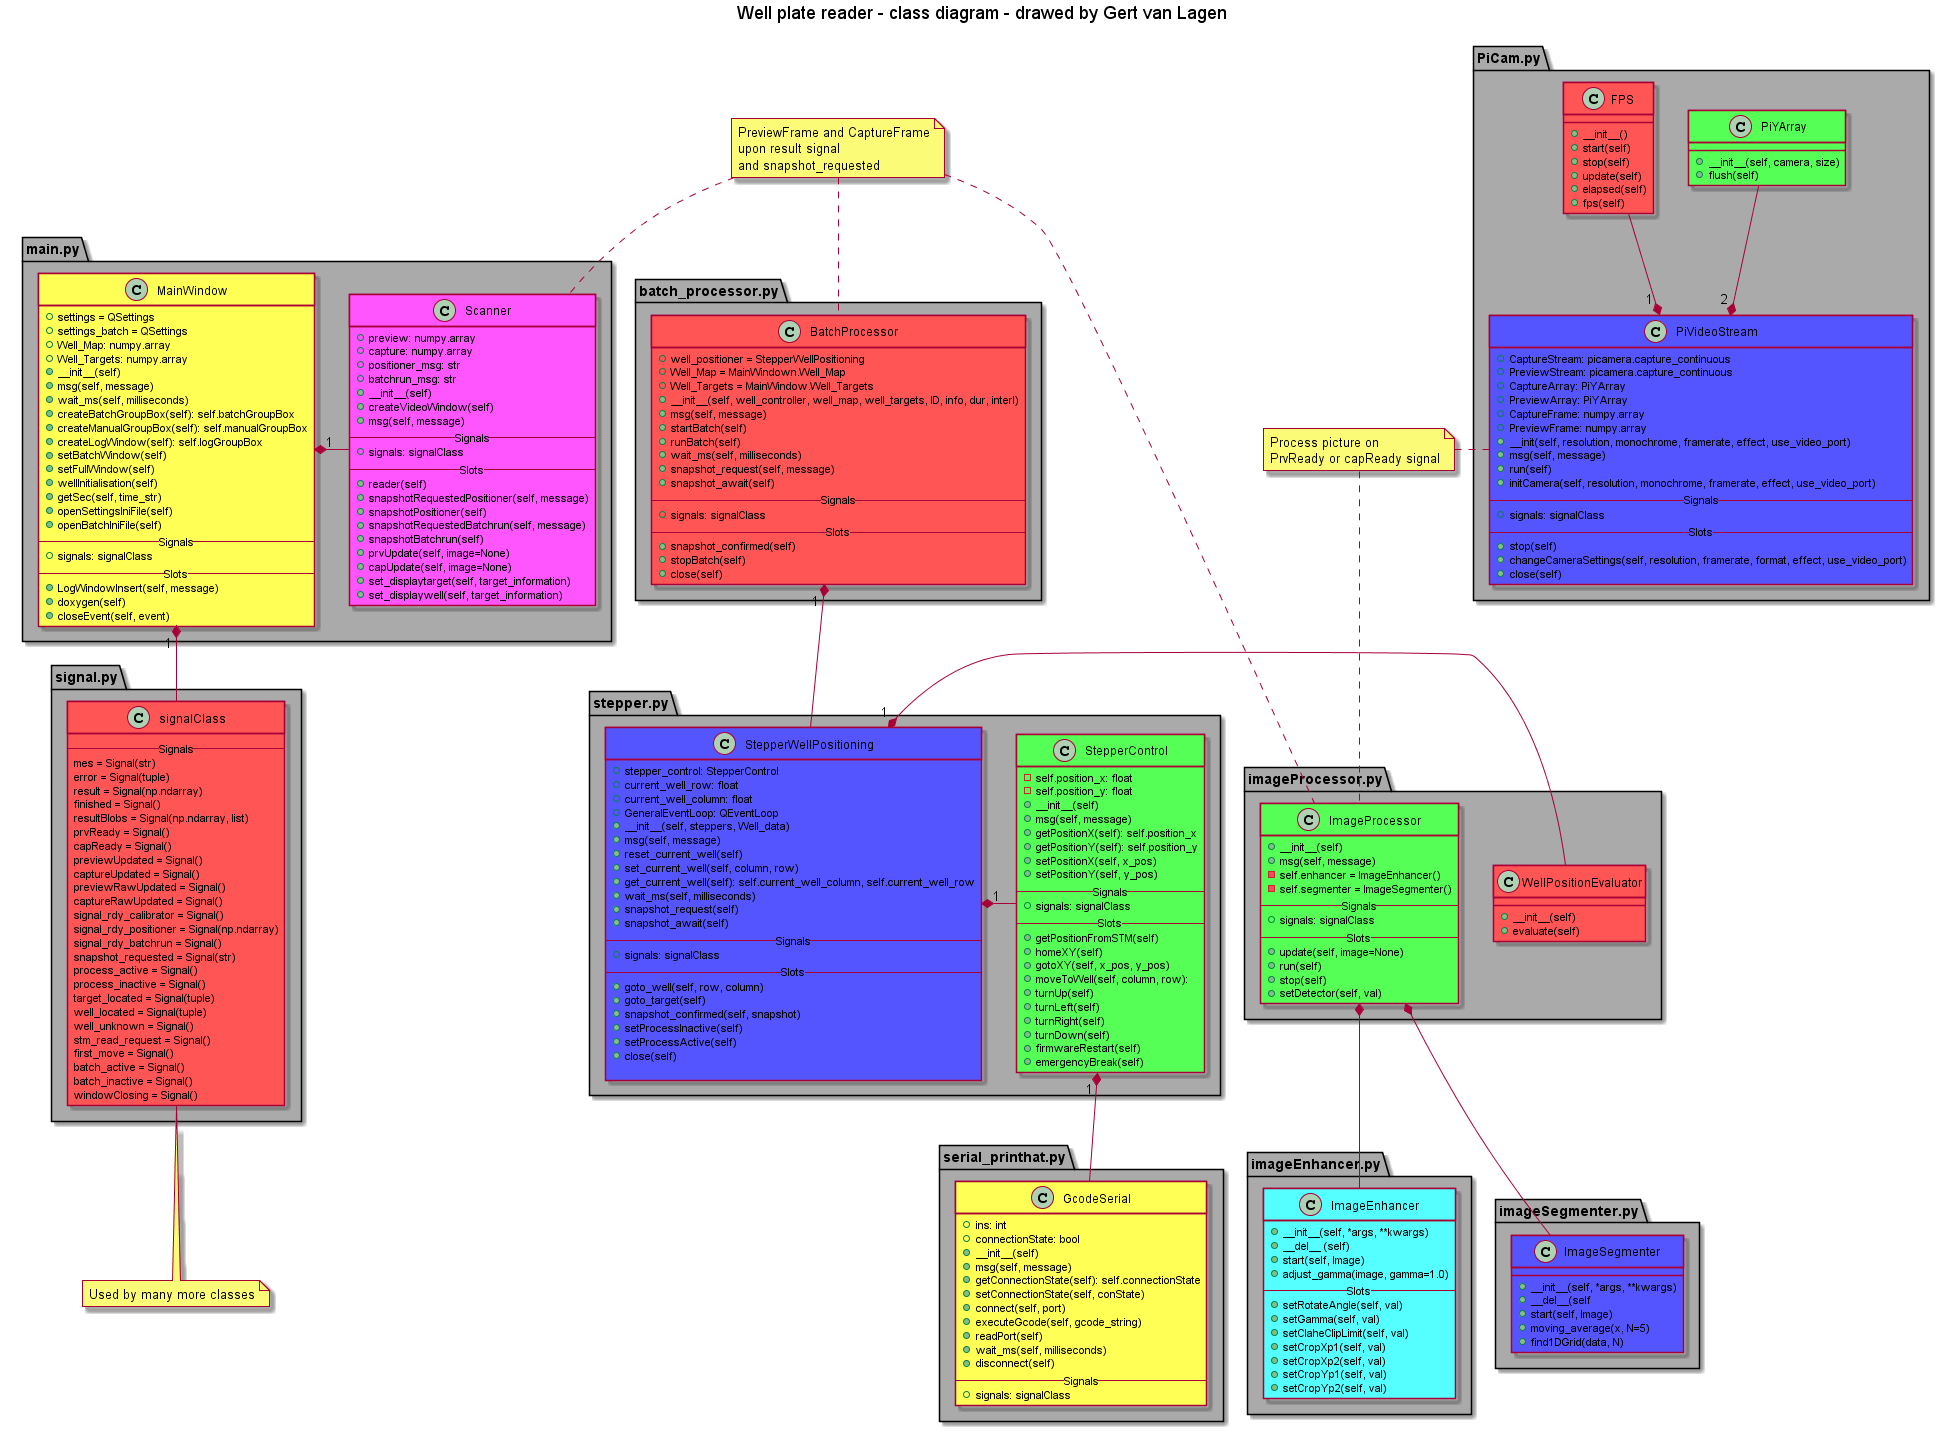 Well plate reader - class diagram - drawed by Gert van Lagen
PiCam.py
C FPS
__init__()
start(self)
stop(self)
update(self)
elapsed(self)
fps(self)
C PiYArray
__init__(self, camera, size)
flush(self)
1
2
C PiVideoStream
CaptureStream: picamera.capture_continuous
PreviewStream: picamera.capture_continuous
CaptureArray: PiYArray
PreviewArray: PiYArray
CaptureFrame: numpy.array
PreviewFrame: numpy.array
__init(self, resolution, monochrome, framerate, effect, use_video_port)
msg(self, message)
run(self)
initCamera(self, resolution, monochrome, framerate, effect, use_video_port)
Signals
signals: signalClass
Slots
stop(self)
changeCameraSettings(self, resolution, framerate, format, effect, use_video_port)
close(self)
PreviewFrame and CaptureFrame
upon result signal
and snapshot_requested
Process picture on
PrvReady or capReady signal
main.py
C MainWindow
settings = QSettings
settings_batch = QSettings
Well_Map: numpy.array
Well_Targets: numpy.array
__init__(self)
msg(self, message)
wait_ms(self, milliseconds)
createBatchGroupBox(self): self.batchGroupBox
createManualGroupBox(self): self.manualGroupBox
createLogWindow(self): self.logGroupBox
setBatchWindow(self)
setFullWindow(self)
wellInitialisation(self)
getSec(self, time_str)
openSettingsIniFile(self)
openBatchIniFile(self)
Signals
signals: signalClass
Slots
LogWindowInsert(self, message)
doxygen(self)
closeEvent(self, event)
1
1
C Scanner
preview: numpy.array
capture: numpy.array
positioner_msg: str
batchrun_msg: str
__init__(self)
createVideoWindow(self)
msg(self, message)
Signals
signals: signalClass
Slots
reader(self)
snapshotRequestedPositioner(self, message)
snapshotPositioner(self)
snapshotRequestedBatchrun(self, message)
snapshotBatchrun(self)
prvUpdate(self, image=None)
capUpdate(self, image=None)
set_displaytarget(self, target_information)
set_displaywell(self, target_information)
batch_processor.py
C BatchProcessor
well_positioner = StepperWellPositioning
Well_Map = MainWindown.Well_Map
Well_Targets = MainWindow.Well_Targets
__init__(self, well_controller, well_map, well_targets, ID, info, dur, interl)
msg(self, message)
startBatch(self)
runBatch(self)
wait_ms(self, milliseconds)
snapshot_request(self, message)
snapshot_await(self)
Signals
signals: signalClass
Slots
snapshot_confirmed(self)
stopBatch(self)
close(self)
1
signal.py
C signalClass
Signals
mes = Signal(str)
error = Signal(tuple)
result = Signal(np.ndarray)
finished = Signal()
resultBlobs = Signal(np.ndarray, list)
prvReady = Signal()
capReady = Signal()
previewUpdated = Signal()
captureUpdated = Signal()
previewRawUpdated = Signal()
captureRawUpdated = Signal()
signal_rdy_calibrator = Signal()
signal_rdy_positioner = Signal(np.ndarray)
signal_rdy_batchrun = Signal()
snapshot_requested = Signal(str)
process_active = Signal()
process_inactive = Signal()
target_located = Signal(tuple)
well_located = Signal(tuple)
well_unknown = Signal()
stm_read_request = Signal()
first_move = Signal()
batch_active = Signal()
batch_inactive = Signal()
windowClosing = Signal()
Used by many more classes
stepper.py
1
C StepperWellPositioning
stepper_control: StepperControl
current_well_row: float
current_well_column: float
GeneralEventLoop: QEventLoop
__init__(self, steppers, Well_data)
msg(self, message)
reset_current_well(self)
set_current_well(self, column, row)
get_current_well(self): self.current_well_column, self.current_well_row
wait_ms(self, milliseconds)
snapshot_request(self)
snapshot_await(self)
Signals
signals: signalClass
Slots
goto_well(self, row, column)
goto_target(self)
snapshot_confirmed(self, snapshot)
setProcessInactive(self)
setProcessActive(self)
close(self)
1
C StepperControl
self.position_x: float
self.position_y: float
__init__(self)
msg(self, message)
getPositionX(self): self.position_x
getPositionY(self): self.position_y
setPositionX(self, x_pos)
setPositionY(self, y_pos)
Signals
signals: signalClass
Slots
getPositionFromSTM(self)
homeXY(self)
gotoXY(self, x_pos, y_pos)
moveToWell(self, column, row):
turnUp(self)
turnLeft(self)
turnRight(self)
turnDown(self)
firmwareRestart(self)
emergencyBreak(self)
1
imageProcessor.py
C ImageProcessor
__init__(self)
msg(self, message)
self.enhancer = ImageEnhancer()
self.segmenter = ImageSegmenter()
Signals
signals: signalClass
Slots
update(self, image=None)
run(self)
stop(self)
setDetector(self, val)
C WellPositionEvaluator
__init__(self)
evaluate(self)
serial_printhat.py
C GcodeSerial
ins: int
connectionState: bool
__init__(self)
msg(self, message)
getConnectionState(self): self.connectionState
setConnectionState(self, conState)
connect(self, port)
executeGcode(self, gcode_string)
readPort(self)
wait_ms(self, milliseconds)
disconnect(self)
Signals
signals: signalClass
imageEnhancer.py
C ImageEnhancer
__init__(self, *args, **kwargs)
__del__ (self)
start(self, Image)
adjust_gamma(image, gamma=1.0)
Slots
setRotateAngle(self, val)
setGamma(self, val)
setClaheClipLimit(self, val)
setCropXp1(self, val)
setCropXp2(self, val)
setCropYp1(self, val)
setCropYp2(self, val)
imageSegmenter.py
C ImageSegmenter
__init__(self, *args, **kwargs)
__del__(self
start(self, Image)
moving_average(x, N=5)
find1DGrid(data, N)